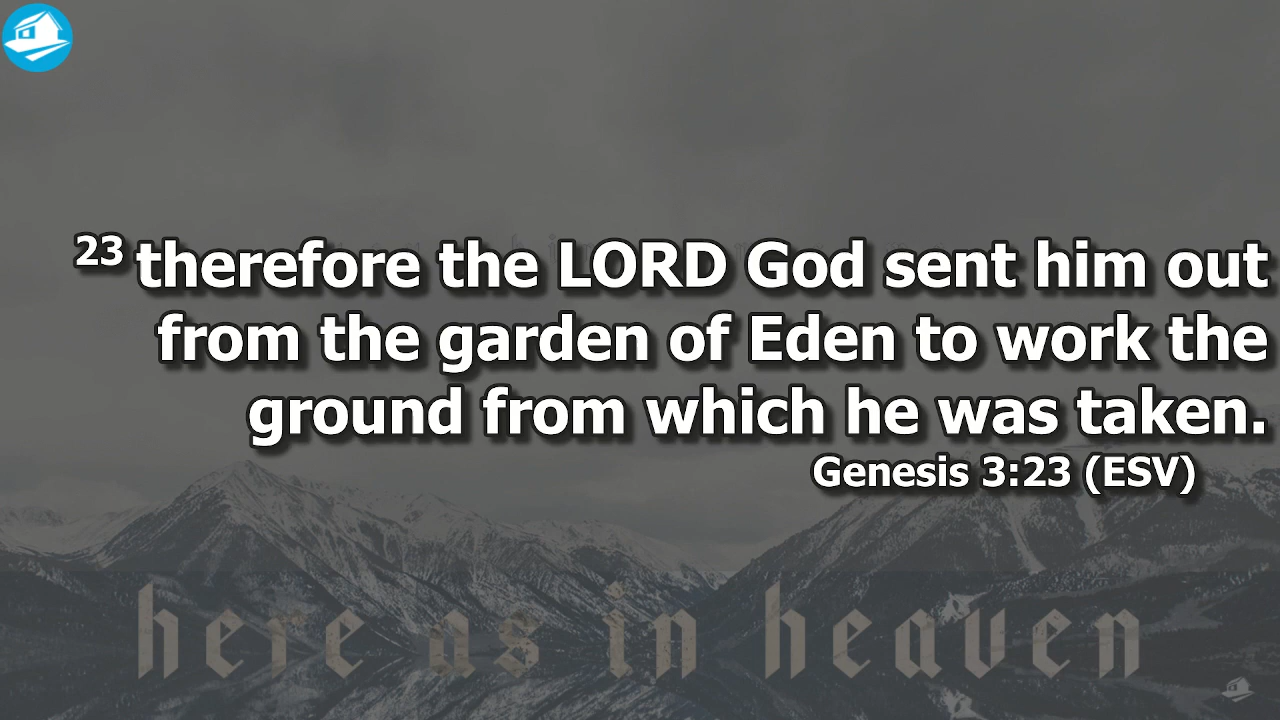 23 therefore the LORD God sent him out
from the garden of Eden to work the
ground from which he was taken.
Genesis 3:23 (ESV)
here as in heaven